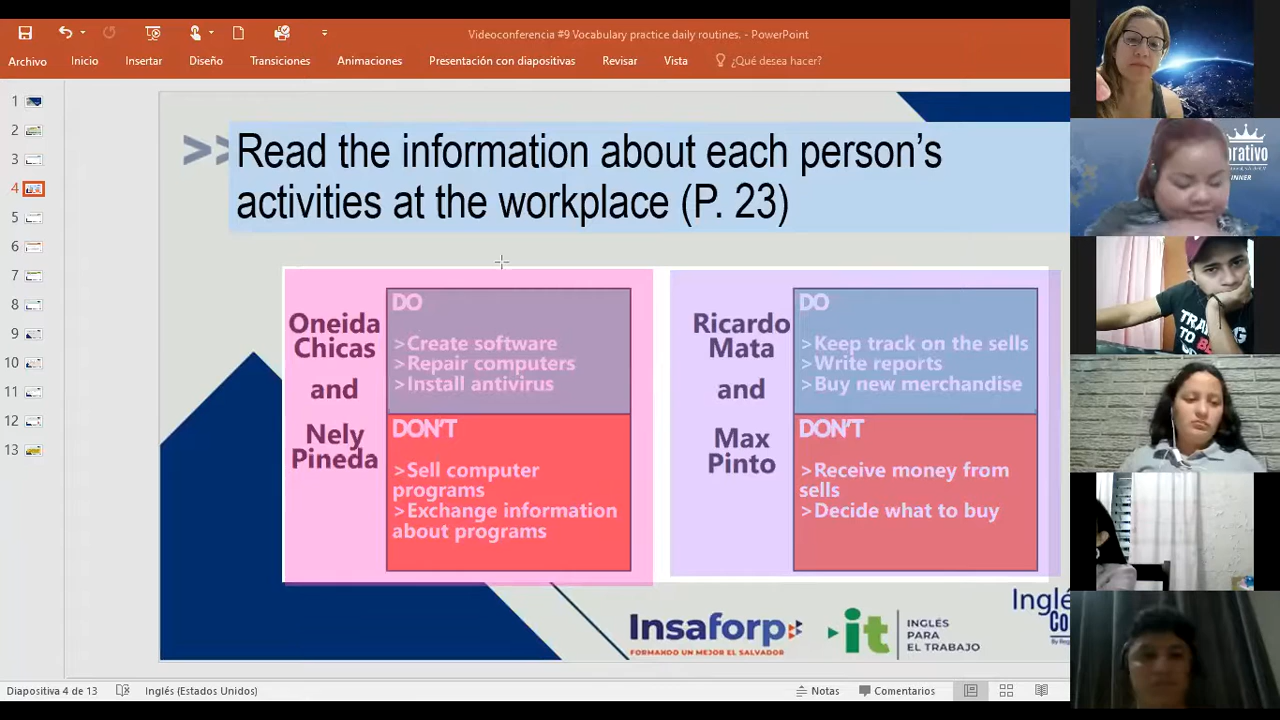 Videoconferencia #9 Vocabulary practice daily routines. - PowerPoint
Archivo Inicio Insertar Diseño Transiciones Animaciones Presentación con diapositivas Revisar Vista ¿Qué desea hacer?
1
2
3
4
5
6
7
8
9
10
11
12
13
>> Read the information about each person's
activities at the workplace (P. 23)
Oneida
Chicas
and
Nely
Pineda
DO
>Create software
>Repair computers
>Install antivirus
DON'T
>Sell computer
programs
>Exchange information
about programs
Ricardo
Mata
and
Max
Pinto
DO
>Keep track on the sells
>Write reports
>Buy new merchandise
DON'T
>Receive money from
sells
>Decide what to buy
Insaforp
FORMANDO UN MEJOR EL SALVADOR
it
INGLÉS
PARA
EL TRABAJO
Inglé
Co
Diapositiva 4 de 13 Inglés (Estados Unidos) Notas Comentarios
orativo
INNER